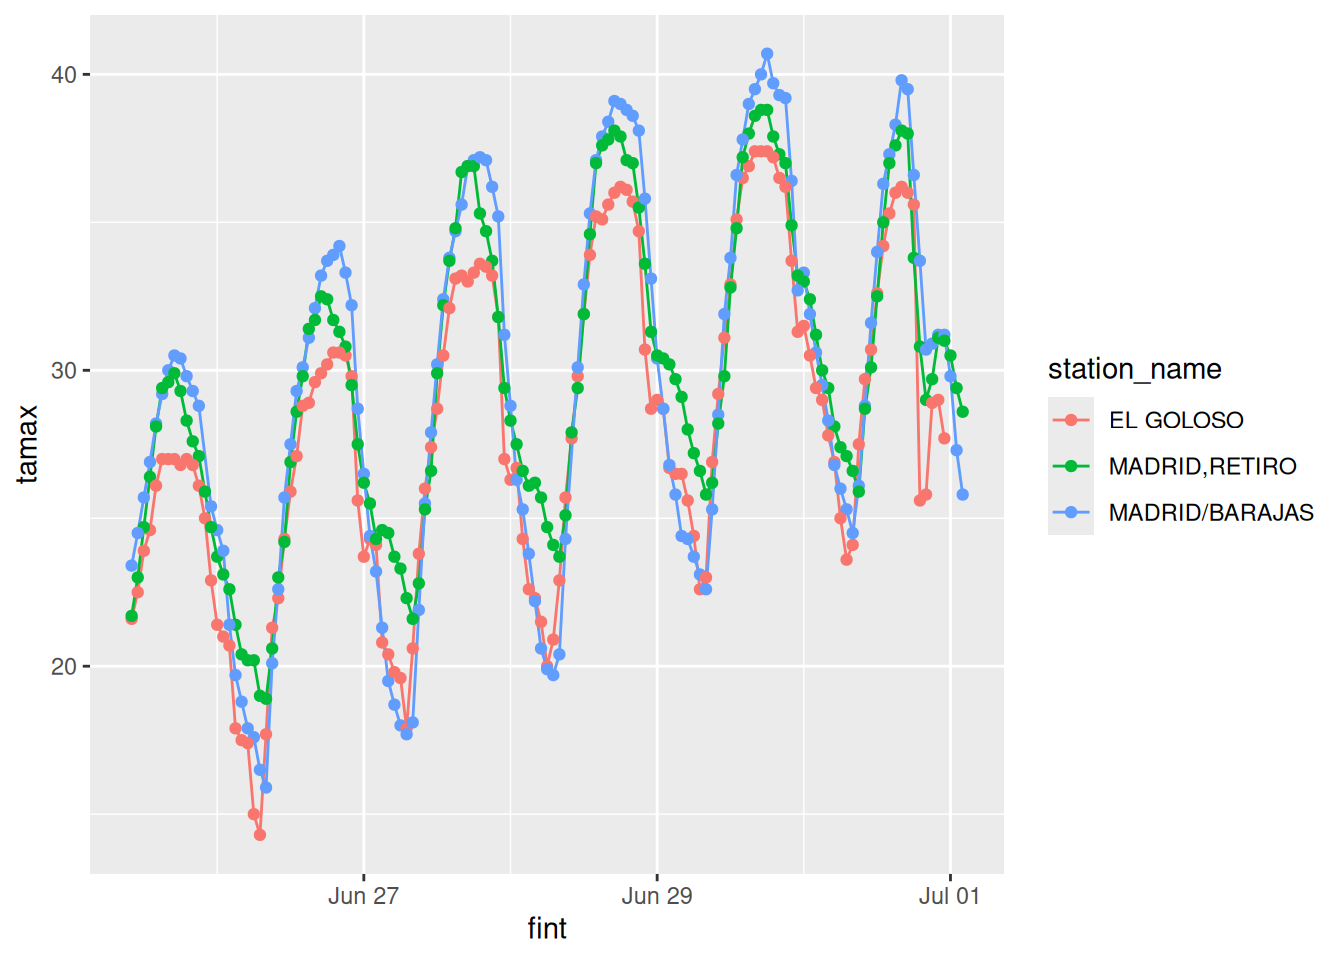 tamax
40
30
20
Jun 27
Jun 29
Jul 01
fint
station_name
EL GOLOSO
MADRID,RETIRO
MADRID/BARAJAS